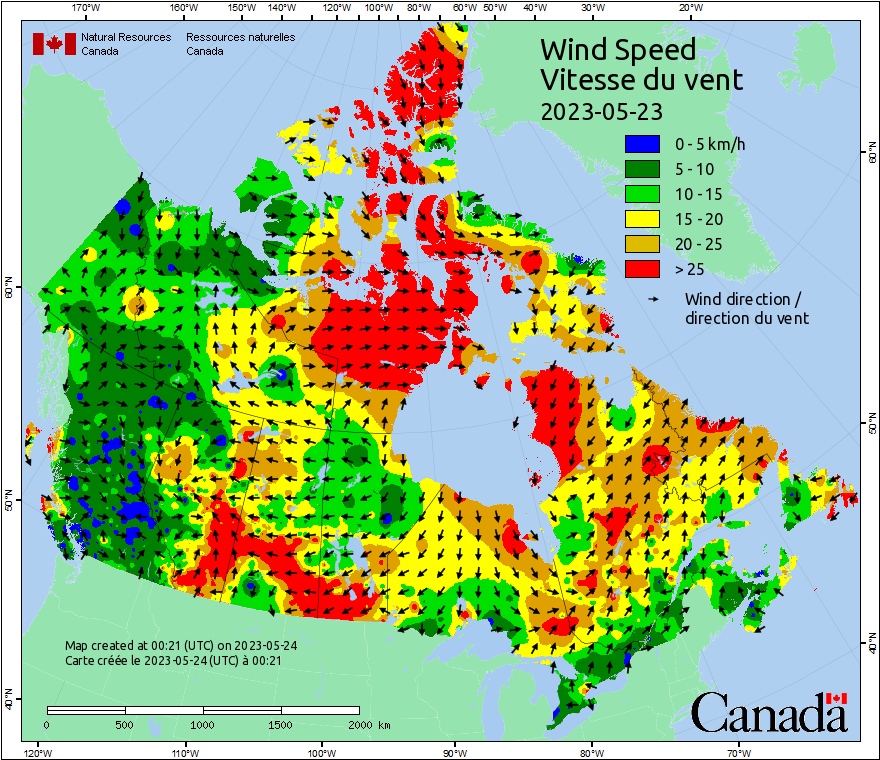 170°W 160°W 150°W 140°W 120°W 100°W 80°W 60°W 50°W 40°W 30°W 20°W
Natural Resources Ressources naturelles
Canada Canada
Wind Speed
Vitesse du vent
2023-05-23
0 - 5 km/h
5 - 10
10 - 15
15 - 20
20 - 25
> 25
Wind direction /
direction du vent
60°N
60°N
50°N
50°N
40°N
40°N
Map created at 00:21 (UTC) on 2023-05-24
Carte créée le 2023-05-24 (UTC) à 00:21
0 500 1000 1500 2000 km
Canada
120°W 110°W 100°W 90°W 80°W 70°W